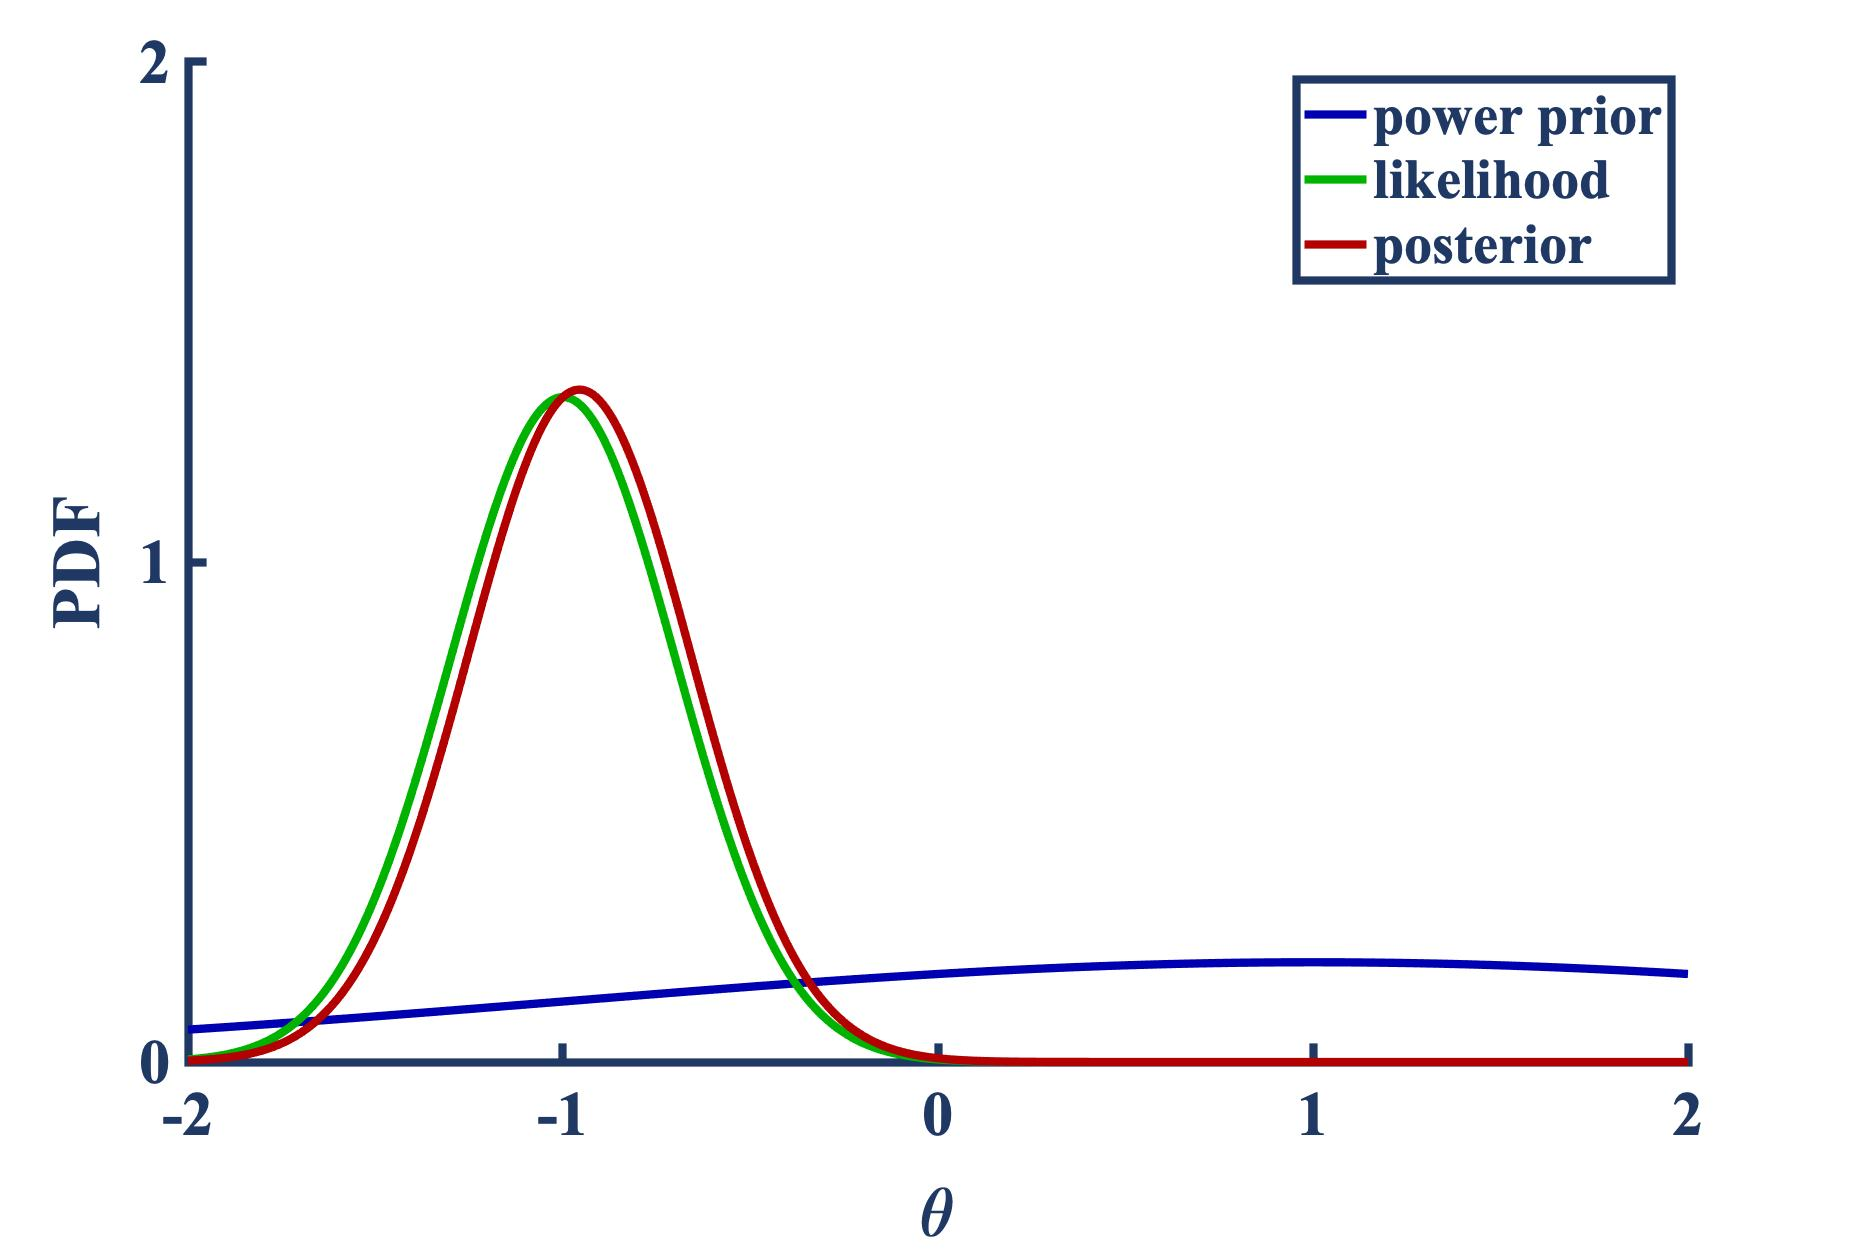 2
power prior
likelihood
posterior
PDF
1
0
-2
-1
0
1
2
θ